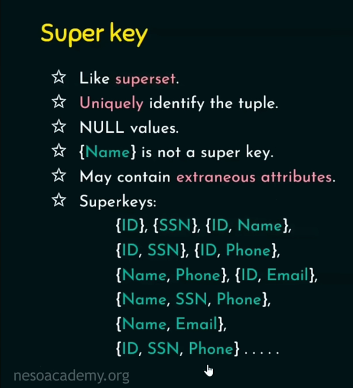 Super key
☆ Like superset.
☆ Uniquely identify the tuple.
☆ NULL values.
☆ {Name} is not a super key.
☆ May contain extraneous attributes.
☆ Superkeys:
{ID}, {SSN}, {ID, Name},
{ID, SSN}, {ID, Phone},
{Name, Phone}, {ID, Email},
{Name, SSN, Phone},
{Name, Email},
{ID, SSN, Phone} . . . . .
nesoacademy.org